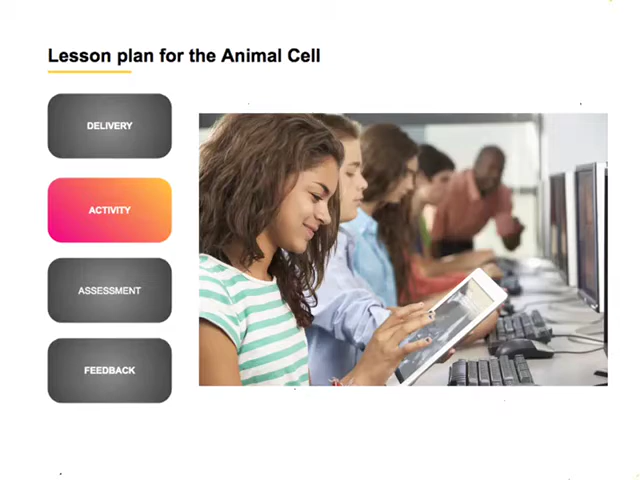 Lesson plan for the Animal Cell
DELIVERY
ACTIVITY
ASSESSMENT
FEEDBACK